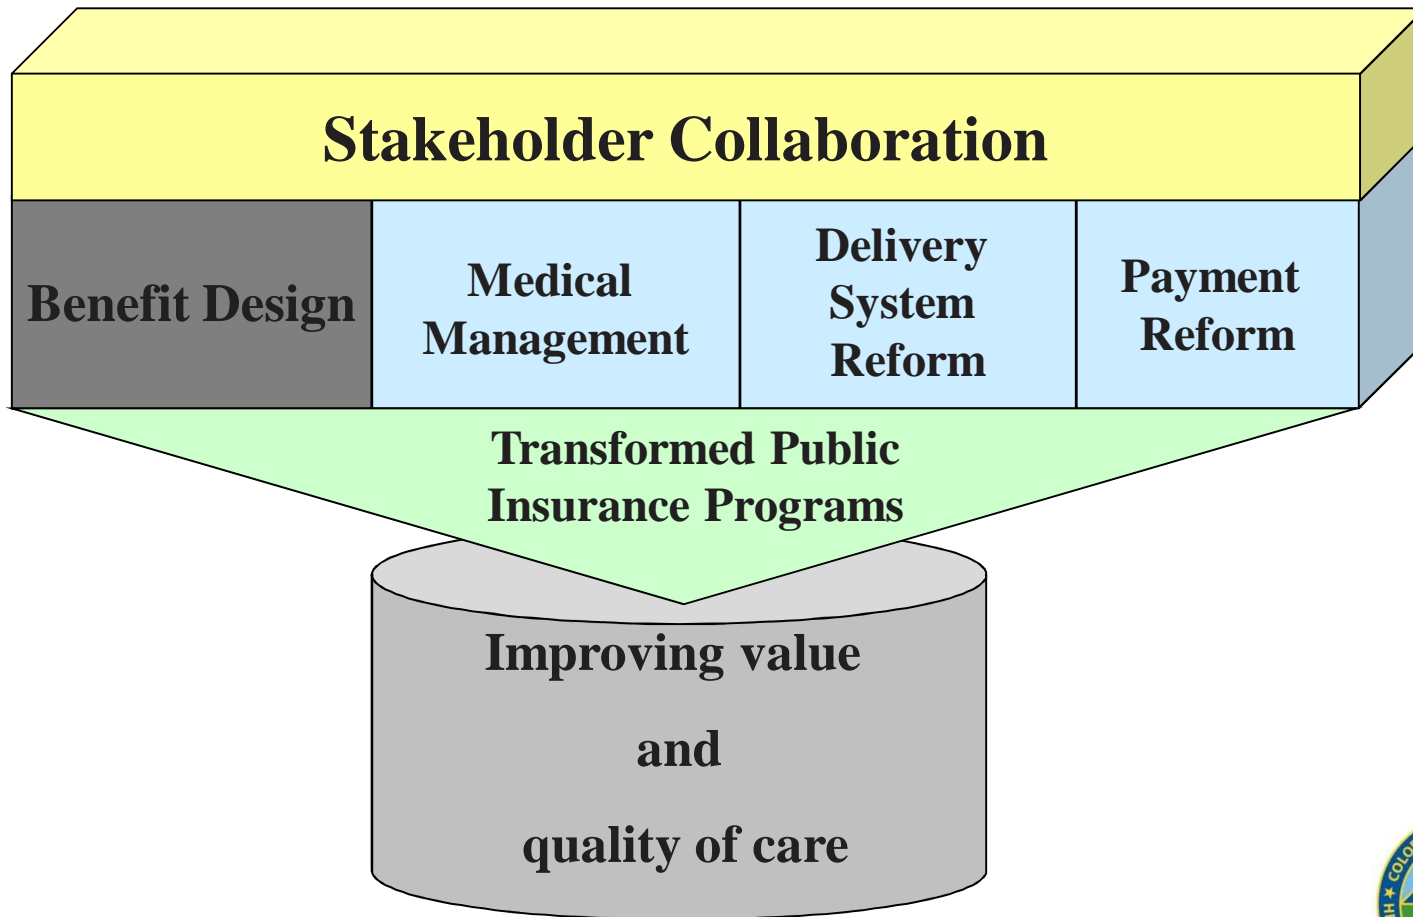 Stakeholder Collaboration
Benefit Design
Medical
Management
Delivery
System
Reform
Payment
Reform
Transformed Public
Insurance Programs
Improving value
and
quality of care